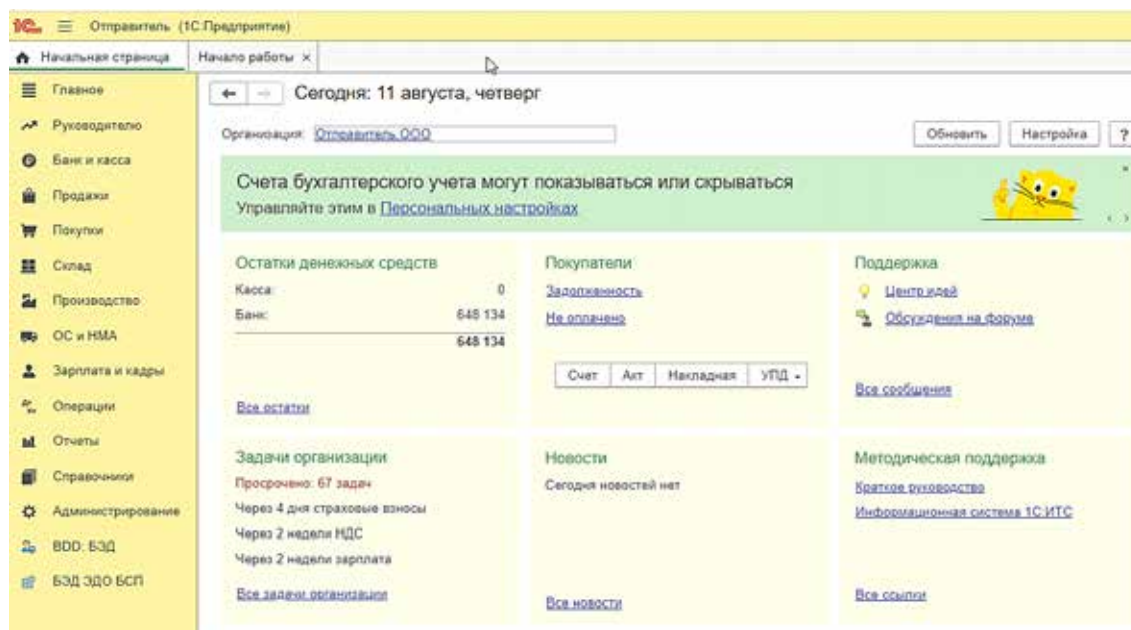 1С Отправитель (1С:Предприятие)
Начальная страница
Начало работы ×
Главное
Руководителю
Банк и касса
Продажи
Покупки
Склад
Производство
ОС и НМА
Зарплата и кадры
Операции
Отчеты
Справочники
Администрирование
BDD: БЭД
БЭД ЭДО БСП
Сегодня: 11 августа, четверг
Организация: Отправитель ООО
Обновить
Настройка
?
Счета бухгалтерского учета могут показываться или скрываться
Управляйте этим в Персональных настройках
Остатки денежных средств
Касса: 0
Банк: 648 134
648 134
Все остатки
Покупатели
Задолженность
Не оплачено
Счет Акт Накладная УПД
Поддержка
Центр идей
Обсуждения на форуме
Все сообщения
Задачи организации
Просрочено: 67 задач
Через 4 дня страховые взносы
Через 2 недели НДС
Через 2 недели зарплата
Все задачи организации
Новости
Сегодня новостей нет
Все новости
Методическая поддержка
Краткое руководство
Информационная система 1С:ИТС
Все ссылки